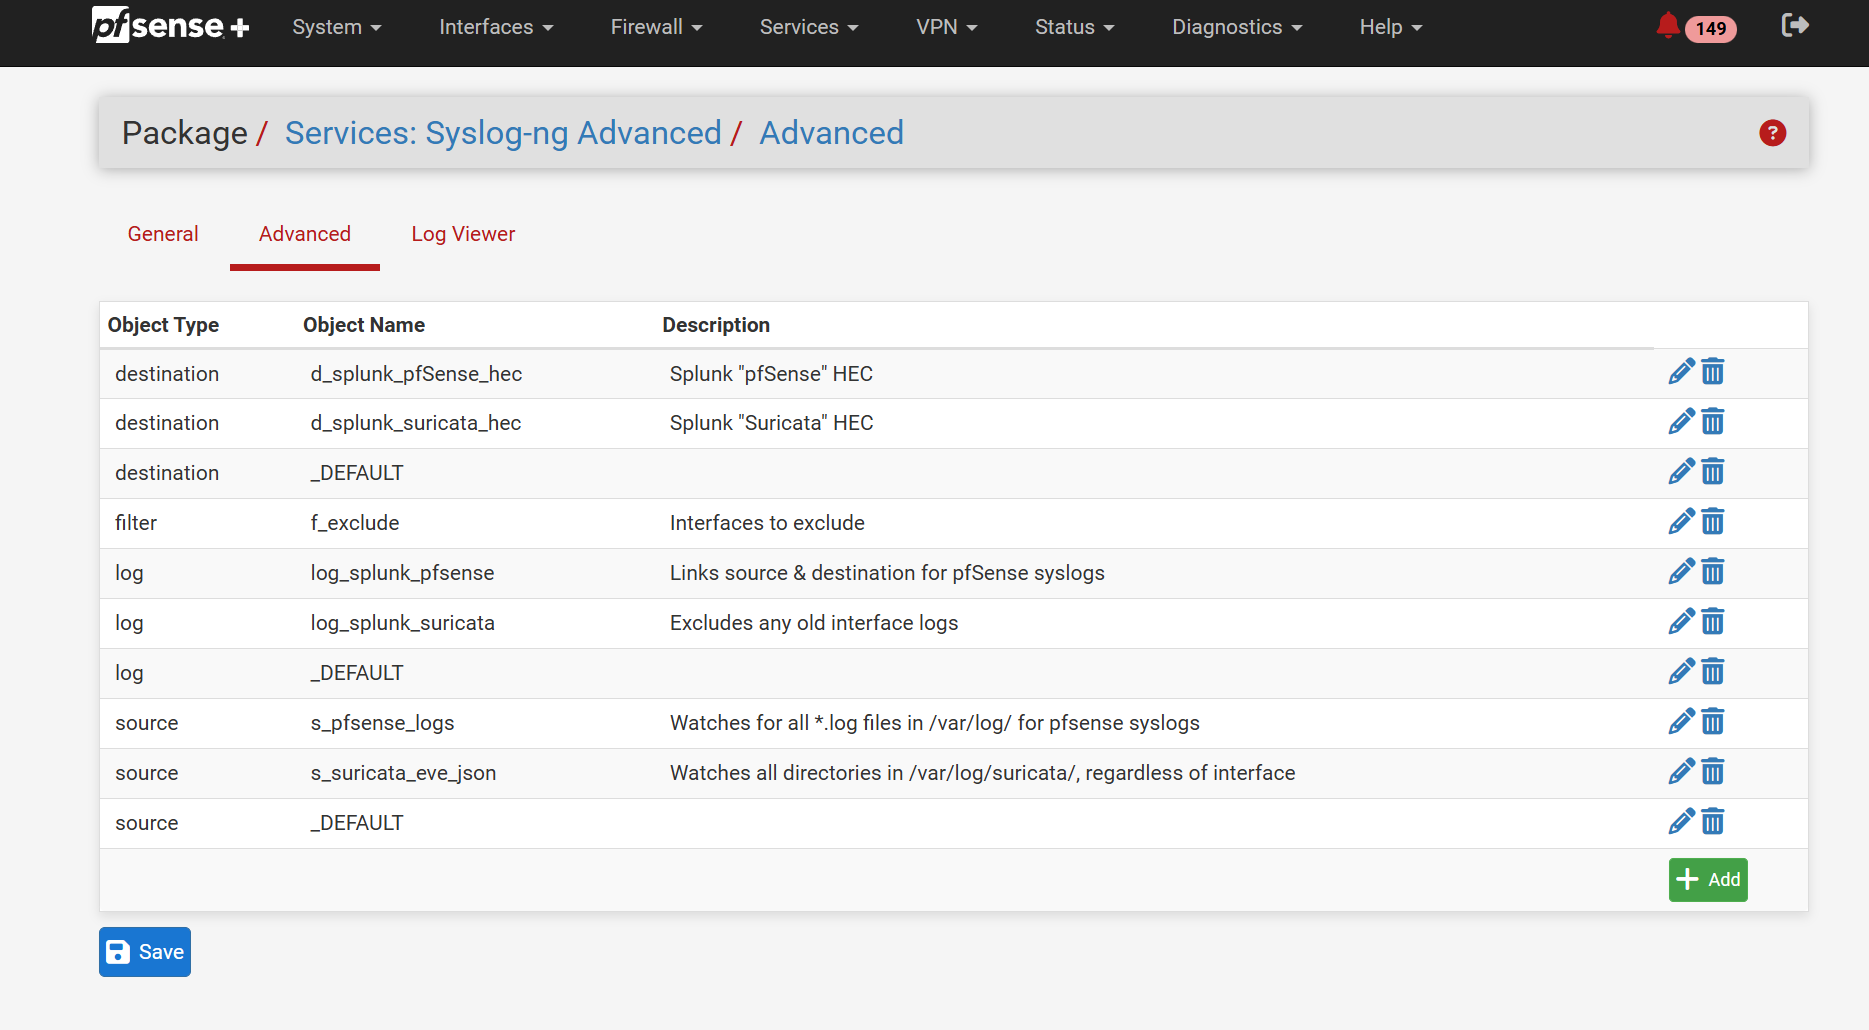 pfsense + System Interfaces Firewall Services VPN Status Diagnostics Help 149
Package / Services: Syslog-ng Advanced / Advanced ?
General Advanced Log Viewer
Object Type Object Name Description
destination d_splunk_pfSense_hec Splunk "pfSense" HEC
destination d_splunk_suricata_hec Splunk "Suricata" HEC
destination _DEFAULT
filter f_exclude Interfaces to exclude
log log_splunk_pfsense Links source & destination for pfSense syslogs
log log_splunk_suricata Excludes any old interface logs
log _DEFAULT
source s_pfsense_logs Watches for all *.log files in /var/log/ for pfsense syslogs
source s_suricata_eve_json Watches all directories in /var/log/suricata/, regardless of interface
source _DEFAULT
Add
Save